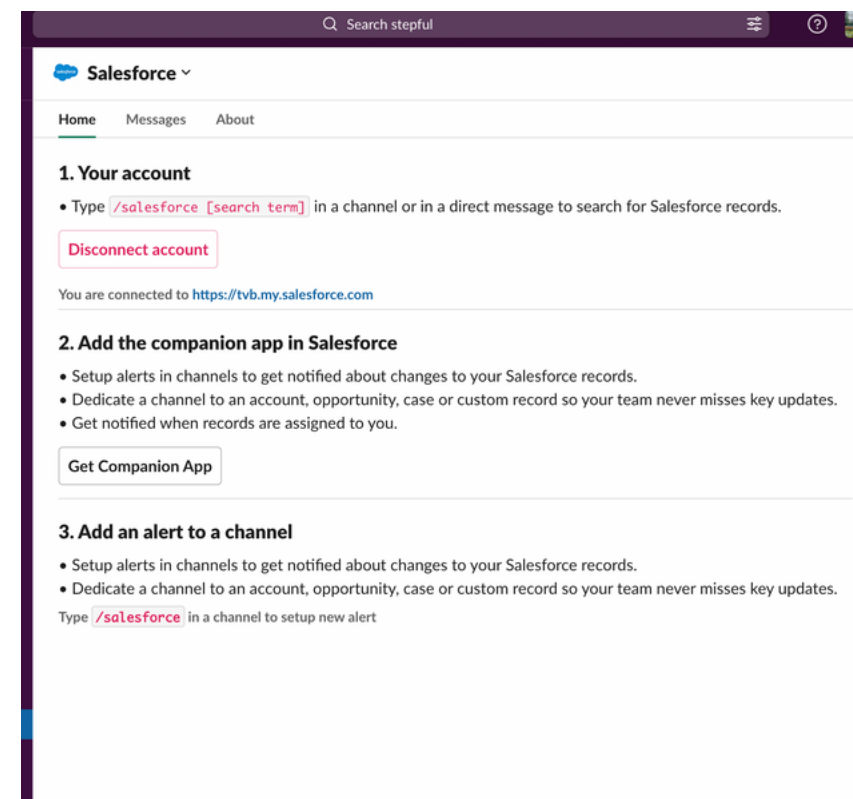 Search stepful
Salesforce
Home Messages About
1. Your account
• Type /salesforce [search term] in a channel or in a direct message to search for Salesforce records.
Disconnect account
You are connected to https://tvb.my.salesforce.com
2. Add the companion app in Salesforce
• Setup alerts in channels to get notified about changes to your Salesforce records.
• Dedicate a channel to an account, opportunity, case or custom record so your team never misses key updates.
• Get notified when records are assigned to you.
Get Companion App
3. Add an alert to a channel
• Setup alerts in channels to get notified about changes to your Salesforce records.
• Dedicate a channel to an account, opportunity, case or custom record so your team never misses key updates.
Type /salesforce in a channel to setup new alert